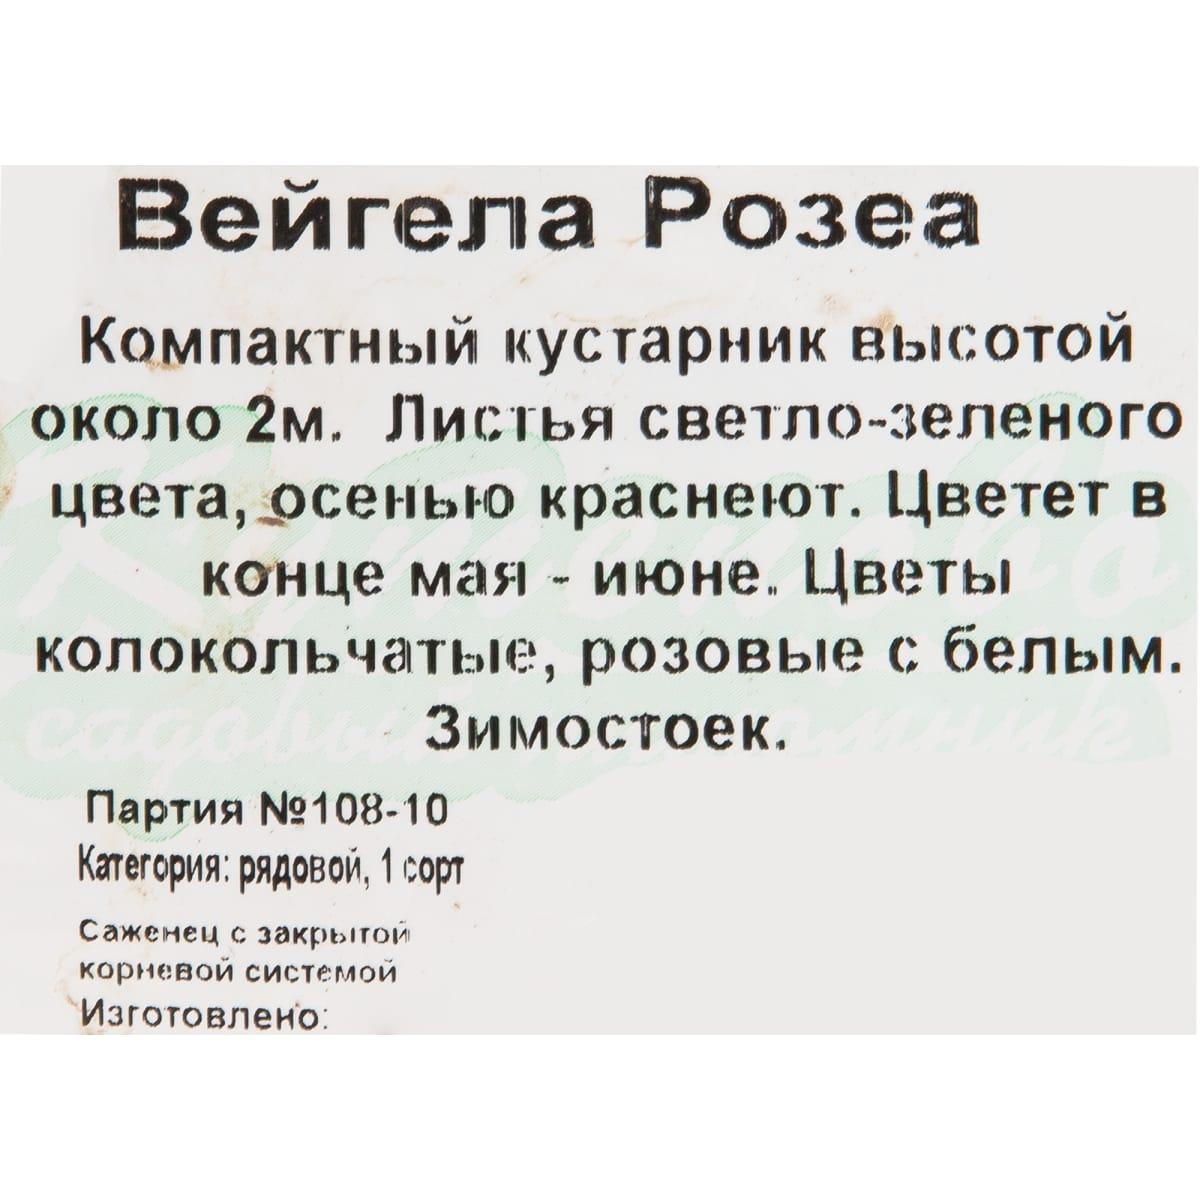 Вейгела Розеа
Компактный кустарник высотой
около 2м. Листья светло-зеленого
цвета, осенью краснеют. Цветет в
конце мая - июне. Цветы
колокольчатые, розовые с белым.
Зимостоек.
Партия №108-10
Категория: рядовой, 1 сорт
Саженец с закрытой
корневой системой
Изготовлено: